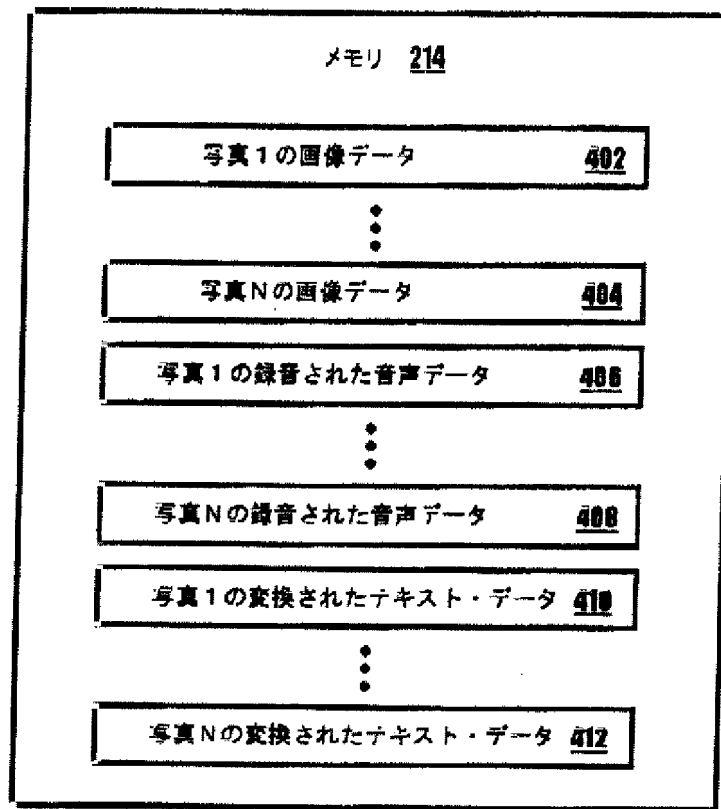 メモリ 214
写真1の画像データ 402
写真Nの画像データ 404
写真1の録音された音声データ 406
写真Nの録音された音声データ 408
写真1の変換されたテキスト・データ 410
写真Nの変換されたテキスト・データ 412